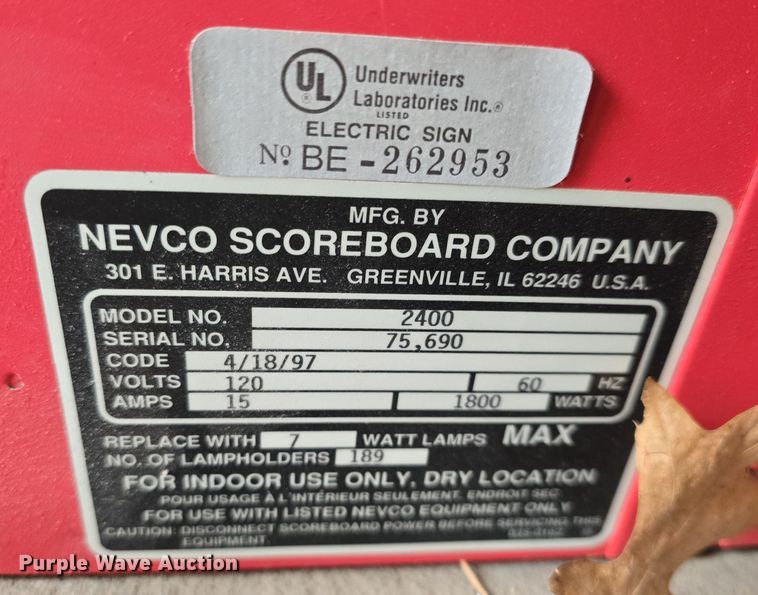 UL
Underwriters
Laboratories Inc.®
LISTED
ELECTRIC SIGN
Nº BE-262953
MFG. BY
NEVCO SCOREBOARD COMPANY
301 E. HARRIS AVE. GREENVILLE, IL 62246 U.S.A.
MODEL NO. 2400
SERIAL NO. 75,690
CODE 4/18/97
VOLTS 120 60 HZ
AMPS 15 1800 WATTS
REPLACE WITH 7 WATT LAMPS MAX
NO. OF LAMPHOLDERS 189
FOR INDOOR USE ONLY, DRY LOCATION
POUR USAGE À L'INTÉRIEUR SEULEMENT. ENDROIT SEC
FOR USE WITH LISTED NEVCO EQUIPMENT ONLY
CAUTION: DISCONNECT SCOREBOARD POWER BEFORE SERVICING THIS
EQUIPMENT.
Purple Wave Auction